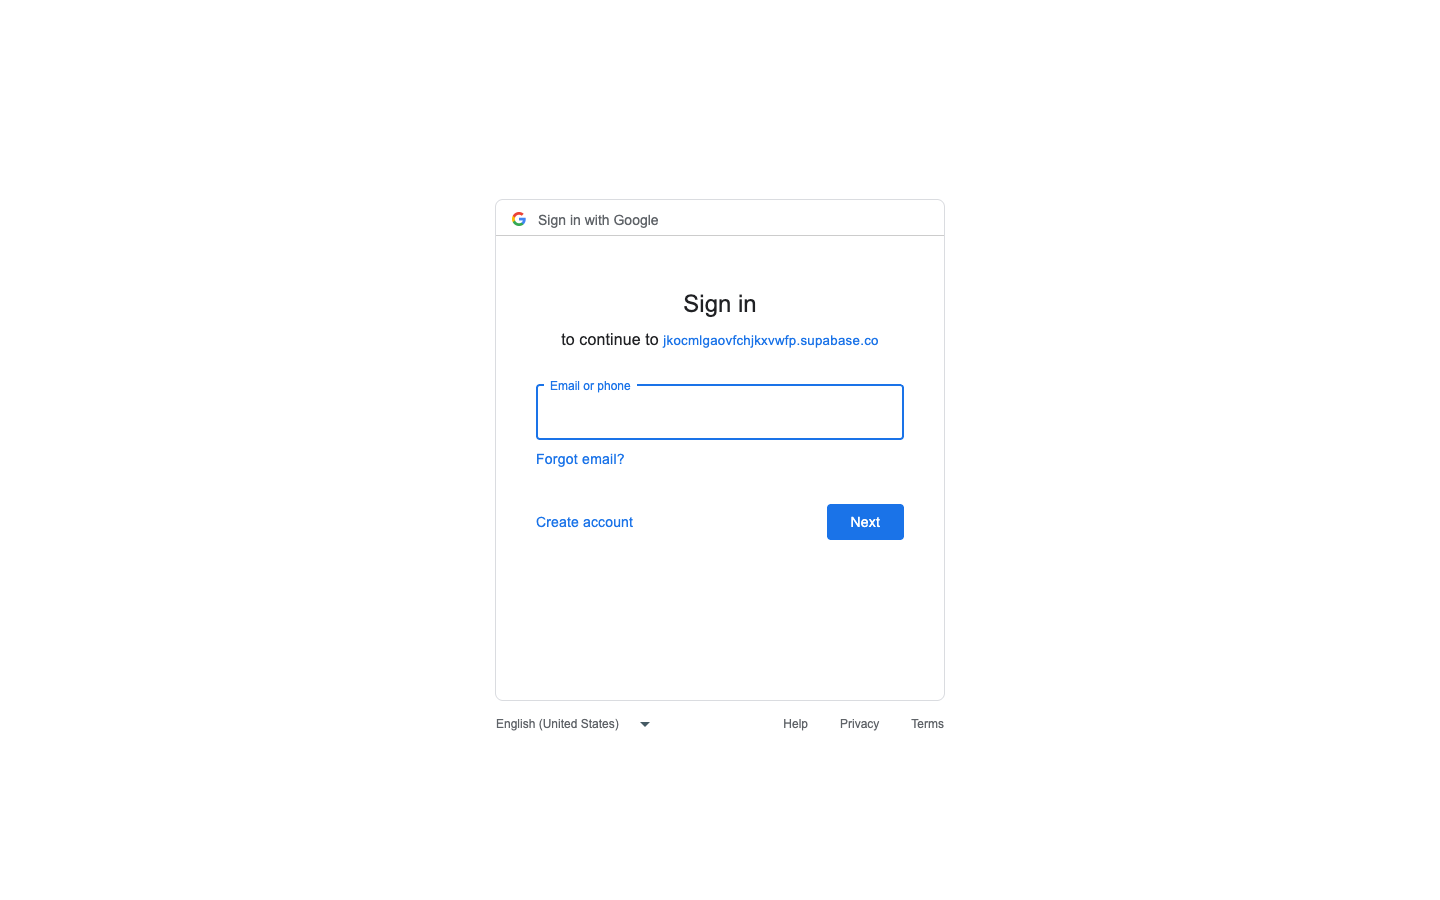 Sign in with Google
Sign in
to continue to jkocmlgaovfchjkxvwfp.supabase.co
Email or phone
Forgot email?
Create account
Next
English (United States)
Help
Privacy
Terms